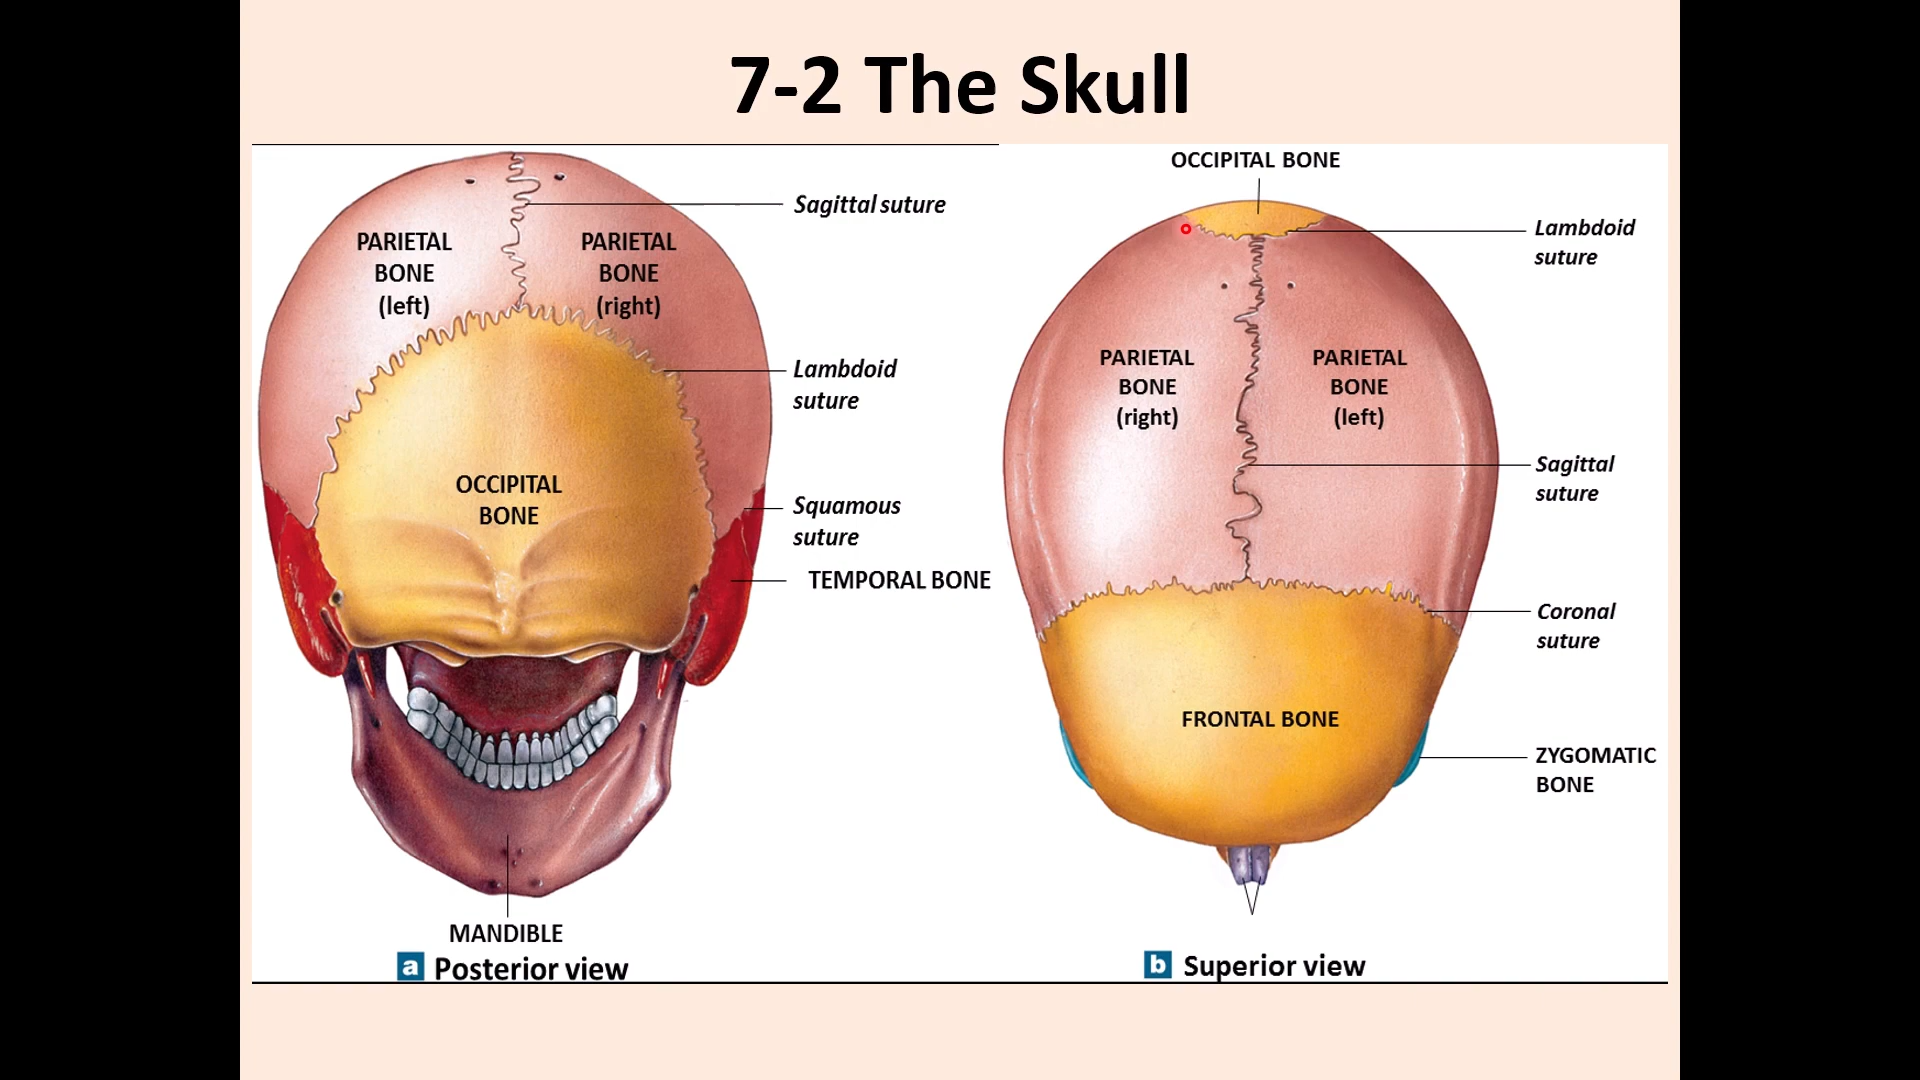 7-2 The Skull
Sagittal suture
PARIETAL
BONE
(left)
PARIETAL
BONE
(right)
Lambdoid
suture
OCCIPITAL
BONE
Squamous
suture
TEMPORAL BONE
MANDIBLE
a Posterior view
OCCIPITAL BONE
Lambdoid
suture
PARIETAL
BONE
(right)
PARIETAL
BONE
(left)
Sagittal
suture
Coronal
suture
FRONTAL BONE
ZYGOMATIC
BONE
b Superior view